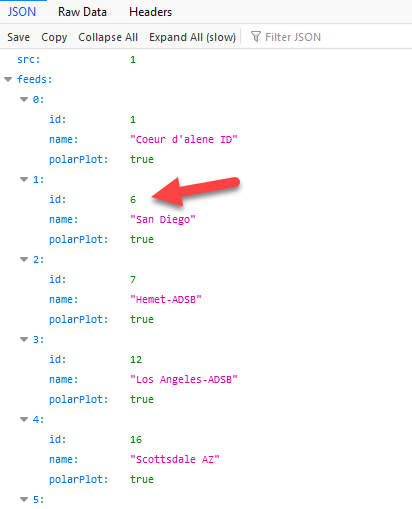 JSON Raw Data Headers
Save Copy Collapse All Expand All (slow) Filter JSON
src: 1
feeds:
0:
id: 1
name: "Coeur d'alene ID"
polarPlot: true
1:
id: 6
name: "San Diego"
polarPlot: true
2:
id: 7
name: "Hemet-ADSB"
polarPlot: true
3:
id: 12
name: "Los Angeles-ADSB"
polarPlot: true
4:
id: 16
name: "Scottsdale AZ"
polarPlot: true
5: